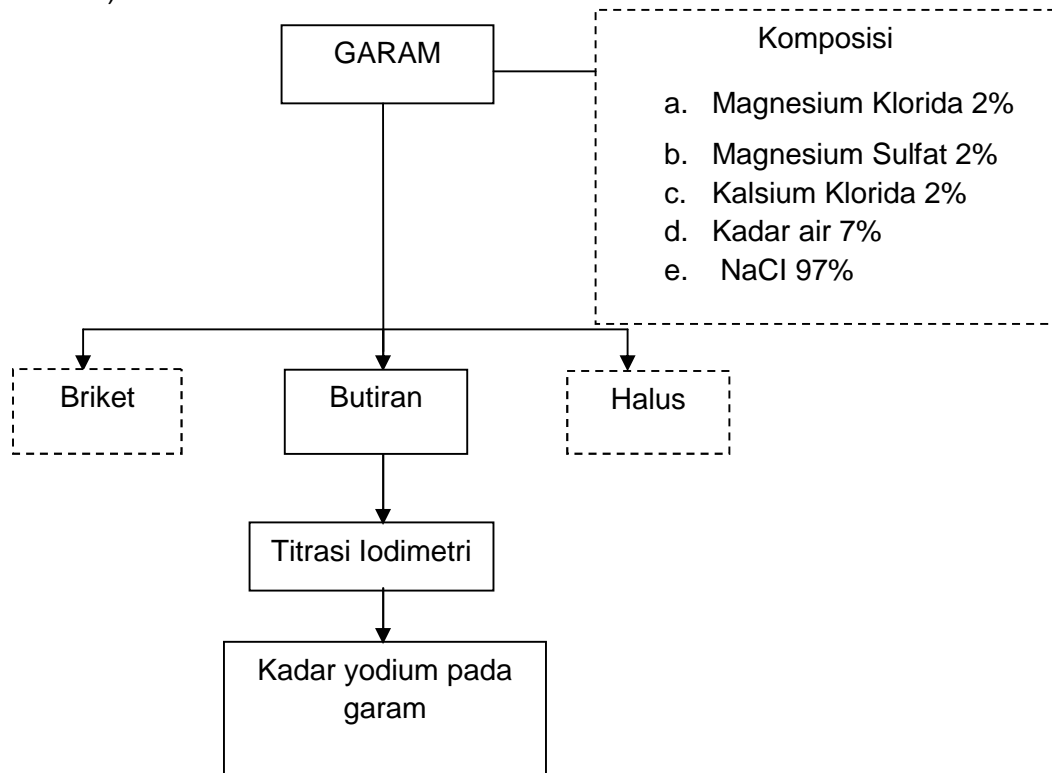 )
GARAM
Komposisi
a. Magnesium Klorida 2%
b. Magnesium Sulfat 2%
c. Kalsium Klorida 2%
d. Kadar air 7%
e. NaCl 97%
Briket
Butiran
Halus
Titrasi Iodimetri
Kadar yodium pada
garam